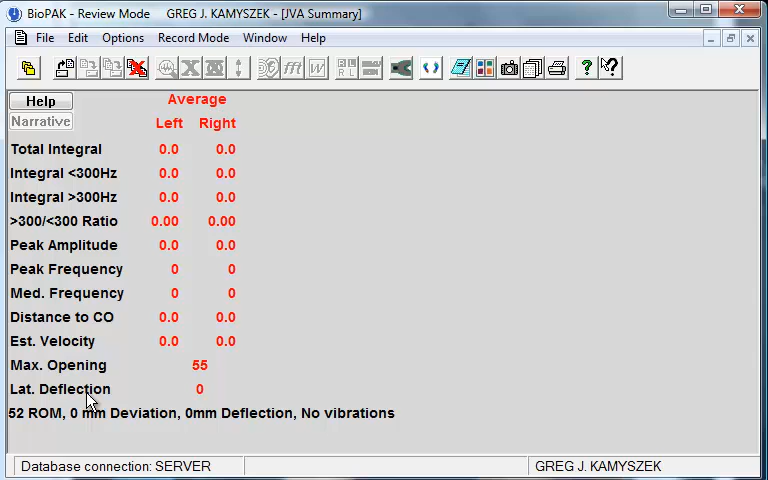 BioPAK - Review Mode GREG J. KAMYSZEK - [JVA Summary]
File Edit Options Record Mode Window Help
Help Average
Narrative Left Right
Total Integral 0.0 0.0
Integral <300Hz 0.0 0.0
Integral >300Hz 0.0 0.0
>300/<300 Ratio 0.00 0.00
Peak Amplitude 0.0 0.0
Peak Frequency 0 0
Med. Frequency 0 0
Distance to CO 0.0 0.0
Est. Velocity 0.0 0.0
Max. Opening 55
Lat. Deflection 0
52 ROM, 0 mm Deviation, 0mm Deflection, No vibrations
Database connection: SERVER GREG J. KAMYSZEK